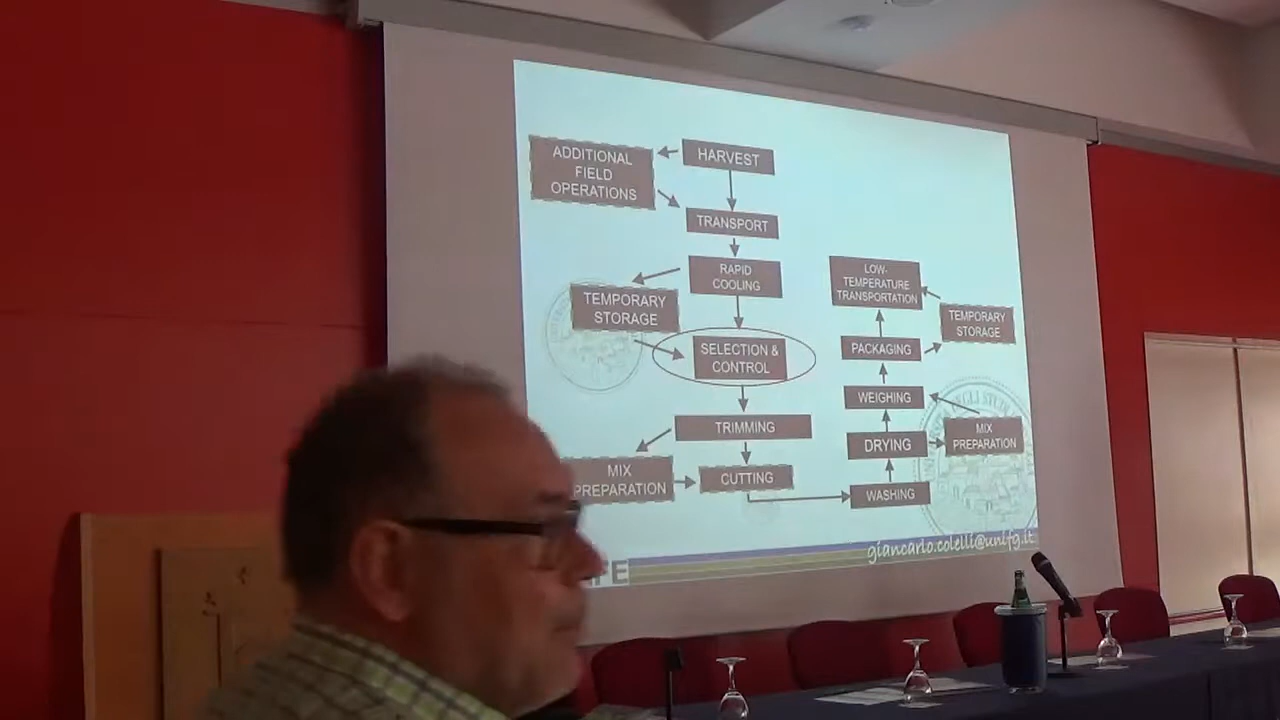 HARVEST
ADDITIONAL
FIELD
OPERATIONS
TRANSPORT
RAPID
COOLING
TEMPORARY
STORAGE
SELECTION &
CONTROL
TRIMMING
MIX
PREPARATION
CUTTING
LOW-
TEMPERATURE
TRANSPORTATION
TEMPORARY
STORAGE
PACKAGING
WEIGHING
MIX
PREPARATION
DRYING
WASHING
giancarlo.colelli@unifg.it